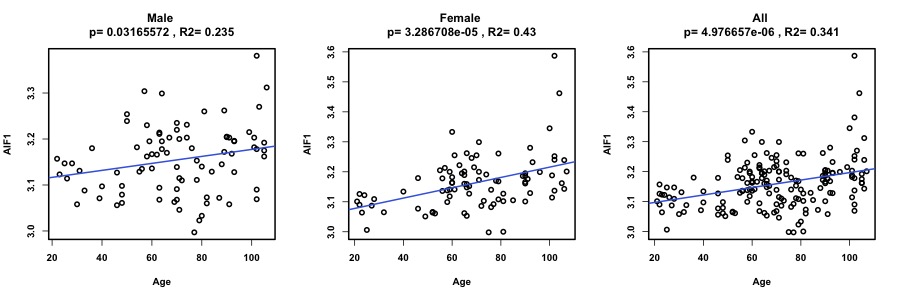 Male
p= 0.03165572 , R2= 0.235
AIF1
3.3
3.2
3.1
3.0
20 40 60 80 100
Age
Female
p= 3.286708e-05 , R2= 0.43
AIF1
3.6
3.5
3.4
3.3
3.2
3.1
3.0
20 40 60 80 100
Age
All
p= 4.976657e-06 , R2= 0.341
AIF1
3.6
3.5
3.4
3.3
3.2
3.1
3.0
20 40 60 80 100
Age